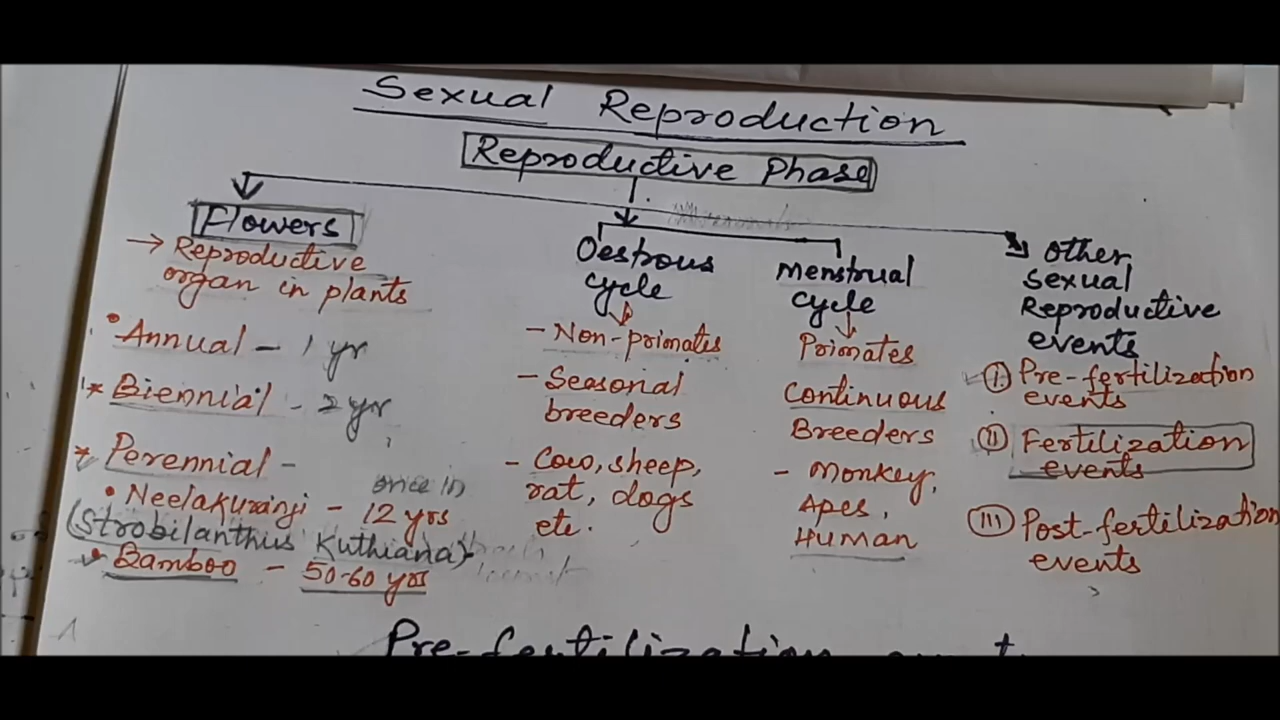 Sexual Reproduction
Reproductive Phase
Flowers
→ Reproductive
organ in plants
• Annual - 1 yr
* Biennial - 2 yr
* Perennial -
once in
• Neelakuranji - 12 yrs
(Strobilanthus Kuthiana)
• Bamboo - 50-60 yrs
Oestrous
cycle
- Non-primates
- Seasonal
breeders
- Cow, sheep,
rat, dogs
etc.
Menstrual
cycle
Primates
Continuous
Breeders
- Monkey,
Apes,
Human
other
sexual
Reproductive
events
I. Pre-fertilization
events
II Fertilization
events
III Post-fertilization
events
Pre-fertilization